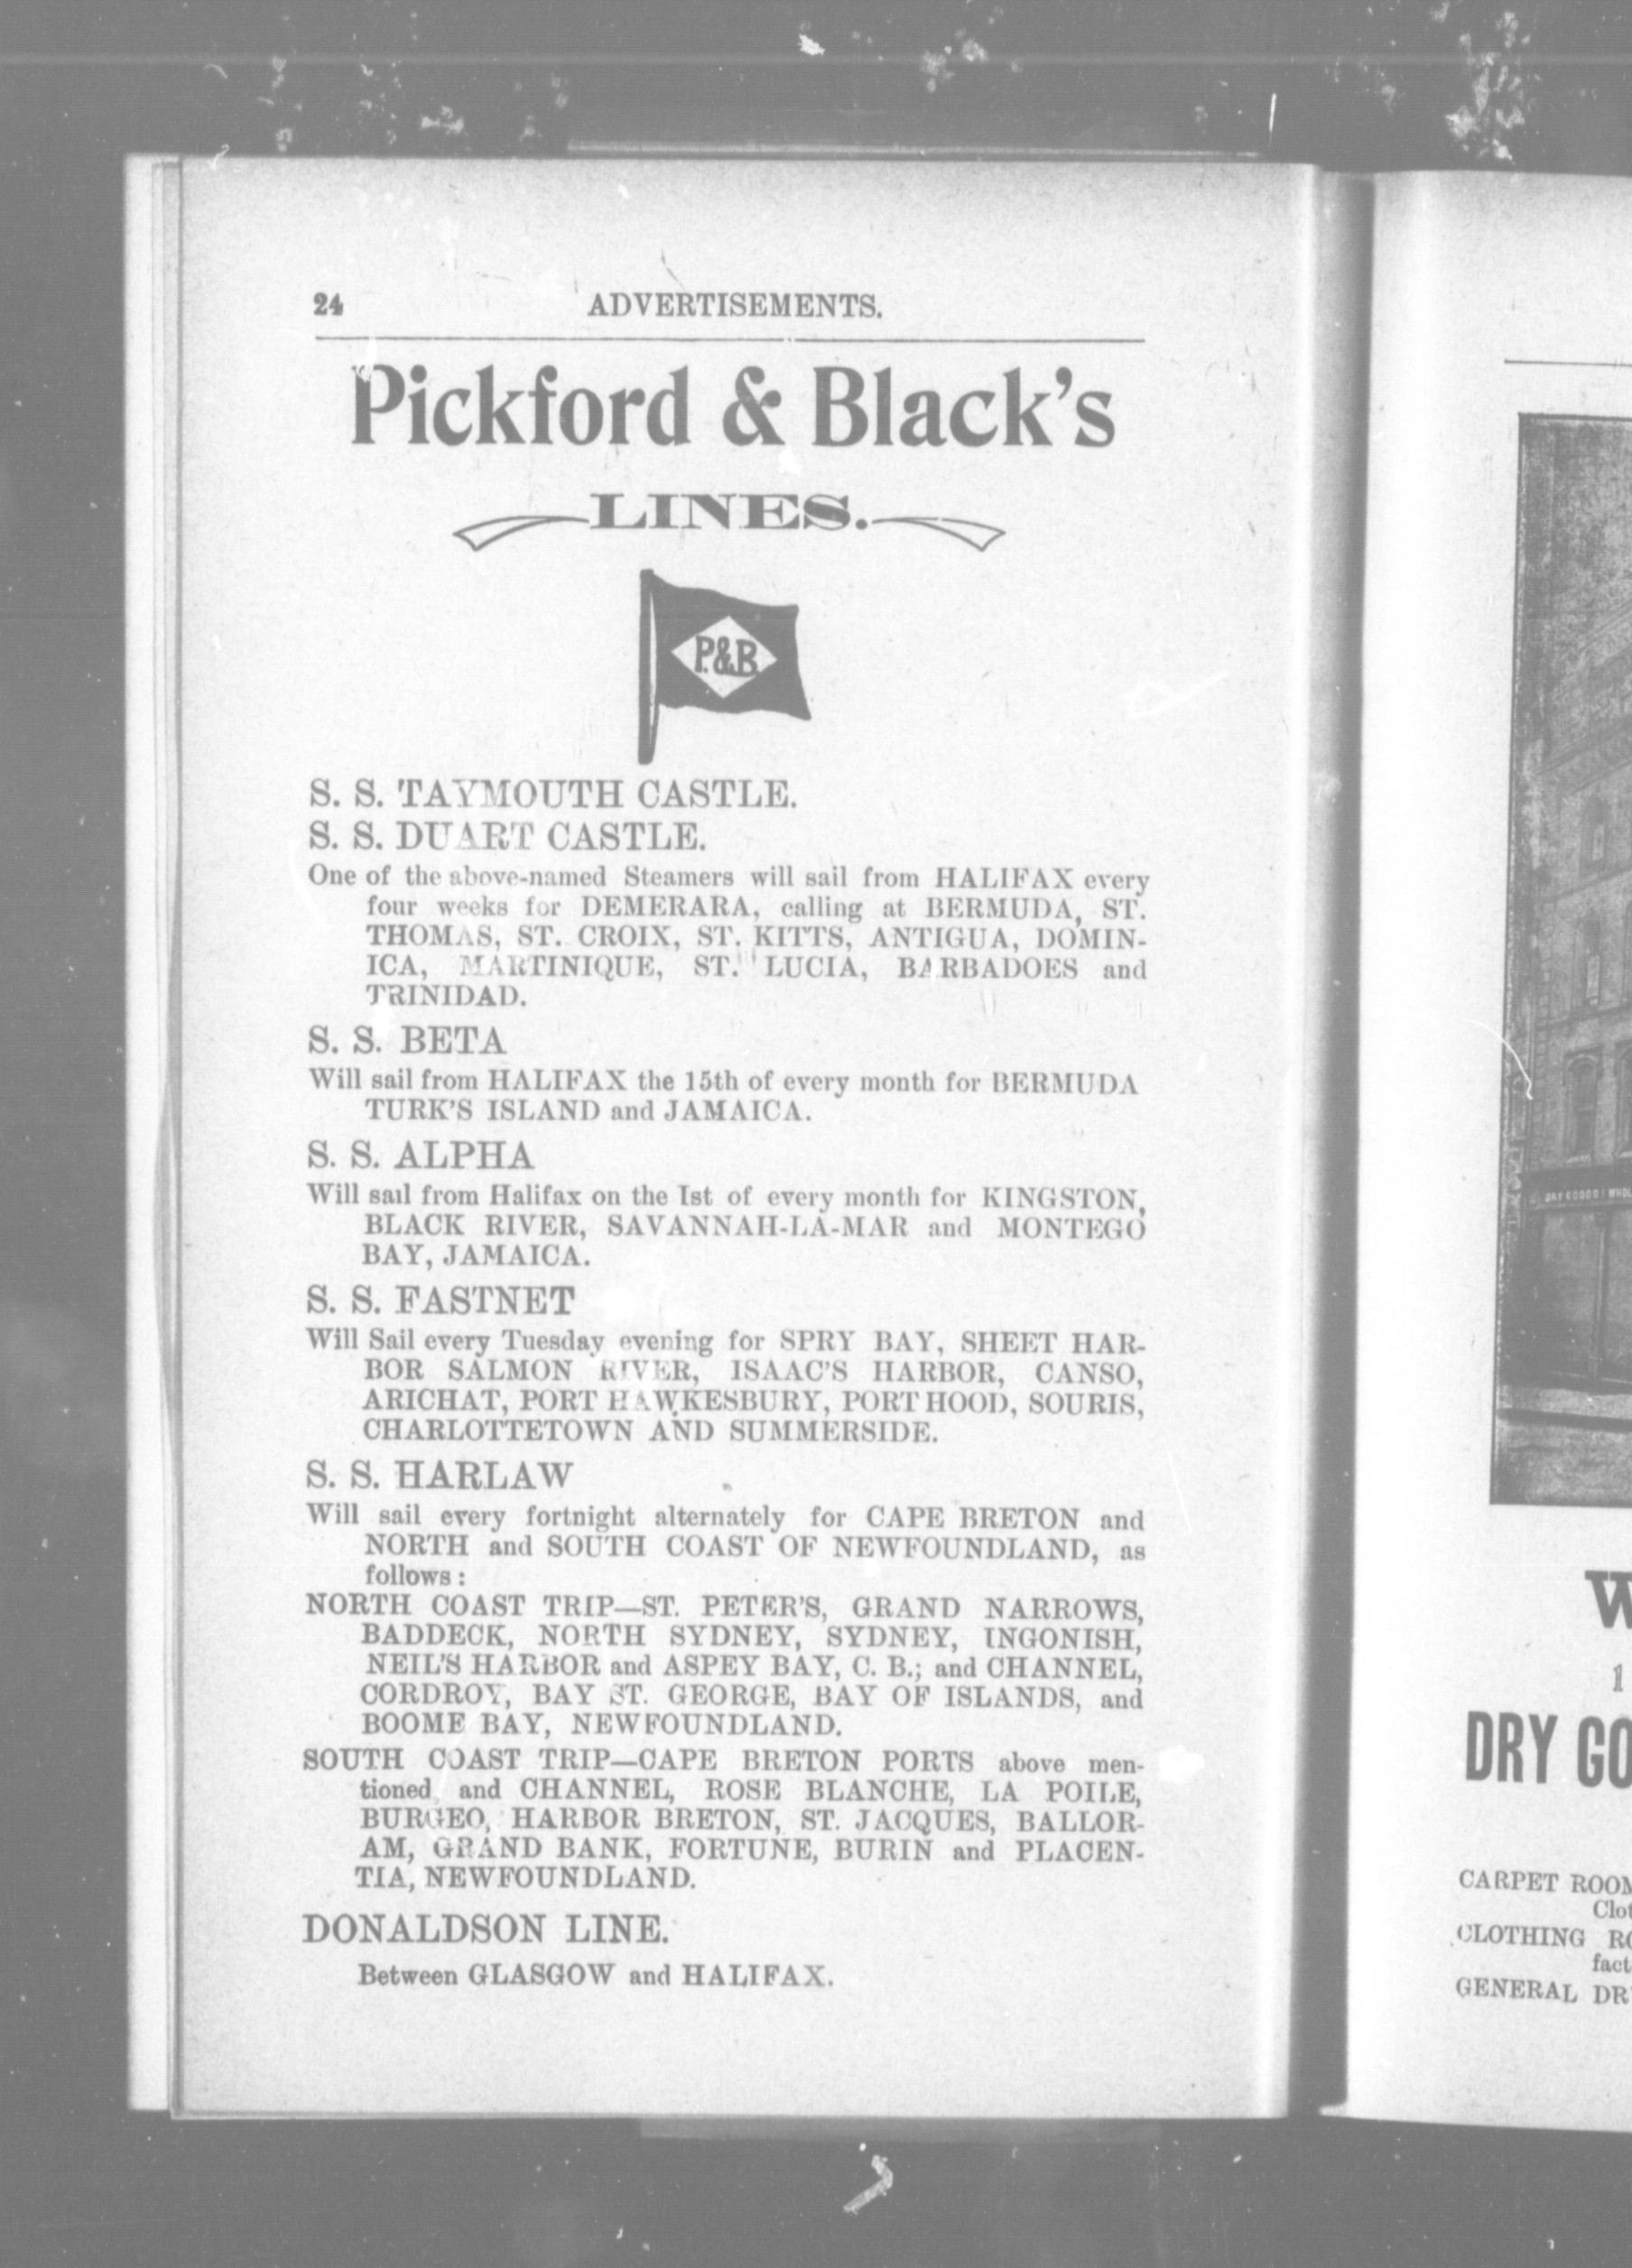 24 ADVERTISEMENTS.
Pickford & Black's
LINES.
P.&B.
S. S. TAYMOUTH CASTLE.
S. S. DUART CASTLE.
One of the above-named Steamers will sail from HALIFAX every
four weeks for DEMERARA, calling at BERMUDA, ST.
THOMAS, ST. CROIX, ST. KITTS, ANTIGUA, DOMIN-
ICA, MARTINIQUE, ST. LUCIA, BARBADOES and
TRINIDAD.
S. S. BETA
Will sail from HALIFAX the 15th of every month for BERMUDA
TURK'S ISLAND and JAMAICA.
S. S. ALPHA
Will sail from Halifax on the Ist of every month for KINGSTON,
BLACK RIVER, SAVANNAH-LA-MAR and MONTEGO
BAY, JAMAICA.
S. S. FASTNET
Will Sail every Tuesday evening for SPRY BAY, SHEET HAR-
BOR SALMON RIVER, ISAAC'S HARBOR, CANSO,
ARICHAT, PORT HAWKESBURY, PORT HOOD, SOURIS,
CHARLOTTETOWN AND SUMMERSIDE.
S. S. HARLAW
Will sail every fortnight alternately for CAPE BRETON and
NORTH and SOUTH COAST OF NEWFOUNDLAND, as
follows :
NORTH COAST TRIP—ST. PETER'S, GRAND NARROWS,
BADDECK, NORTH SYDNEY, SYDNEY, INGONISH,
NEIL'S HARBOR and ASPEY BAY, C. B.; and CHANNEL,
CORDROY, BAY ST. GEORGE, BAY OF ISLANDS, and
BOOME BAY, NEWFOUNDLAND.
SOUTH COAST TRIP—CAPE BRETON PORTS above men-
tioned and CHANNEL, ROSE BLANCHE, LA POILE,
BURGEO, HARBOR BRETON, ST. JACQUES, BALLOR-
AM, GRAND BANK, FORTUNE, BURIN and PLACEN-
TIA, NEWFOUNDLAND.
DONALDSON LINE.
Between GLASGOW and HALIFAX.
W
1
DRY GO
CARPET ROOM
Clot
CLOTHING RO
fact
GENERAL DR